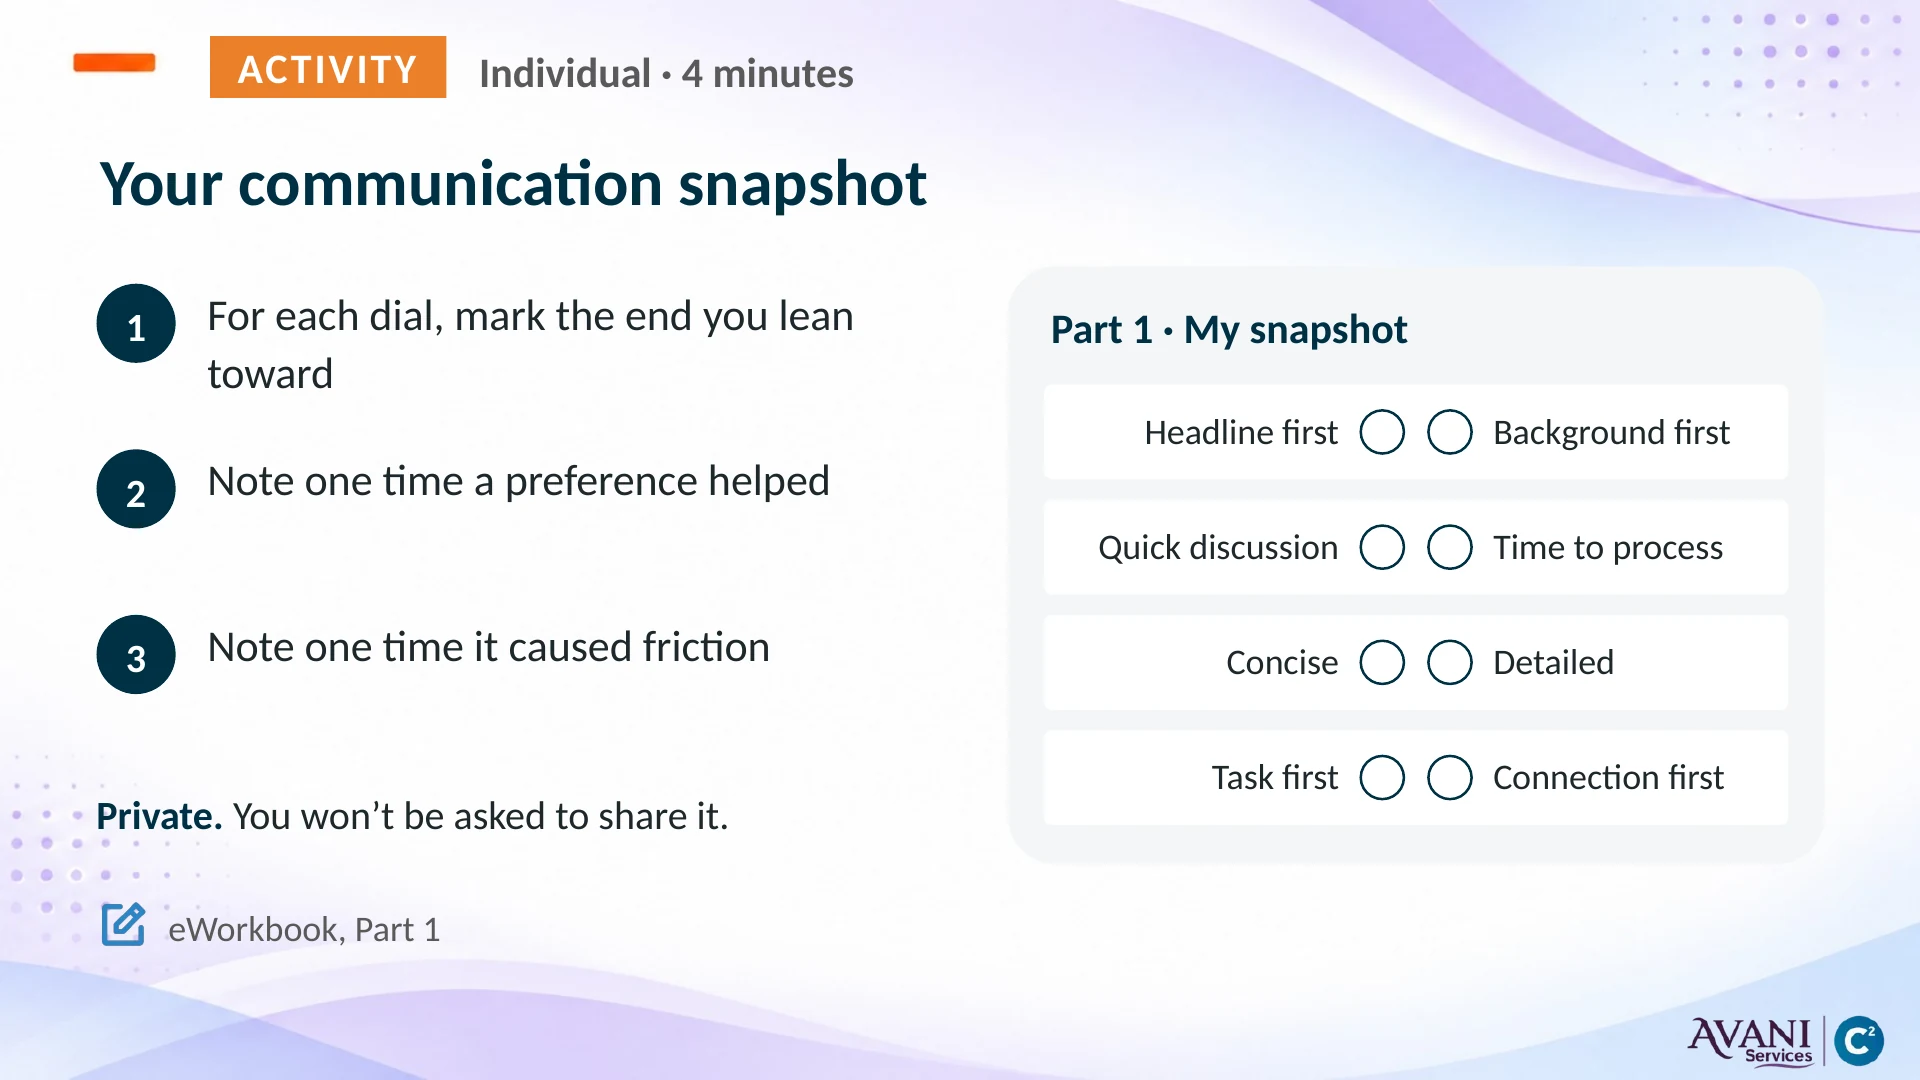 ACTIVITY
Individual · 4 minutes
Your communication snapshot
1
For each dial, mark the end you lean
toward
2
Note one time a preference helped
3
Note one time it caused friction
Private. You won’t be asked to share it.
eWorkbook, Part 1
Part 1 · My snapshot
Headline first Background first
Quick discussion Time to process
Concise Detailed
Task first Connection first
AVANI
Services
C²